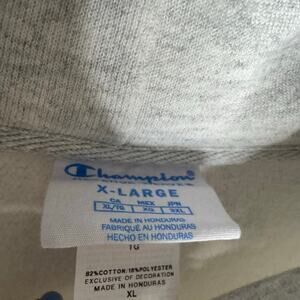 Champion
X-LARGE
CA MEX JPN
XL/TG XG XXL
MADE IN HONDURAS
FABRIQUÉ AU HONDURAS
HECHO EN HONDURAS
TG
82%COTTON/18%POLYESTER
EXCLUSIVE OF DECORATION
MADE IN HONDURAS
XL